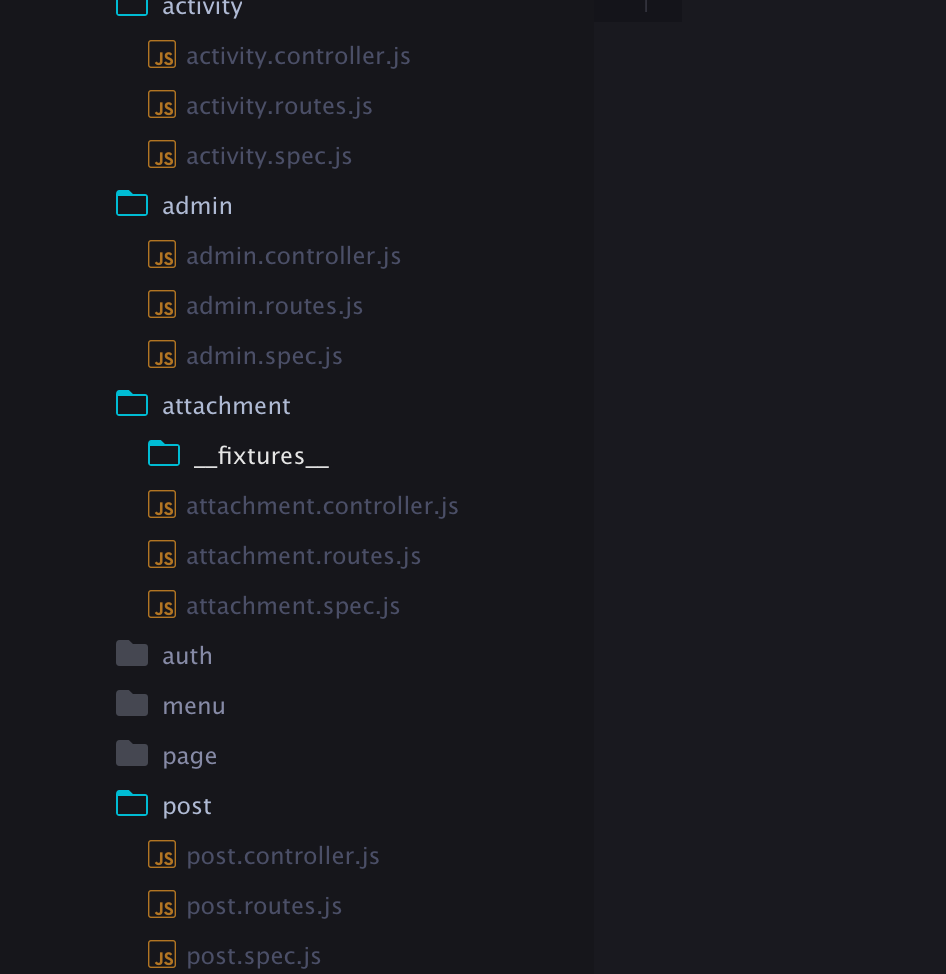 activity
JS activity.controller.js
JS activity.routes.js
JS activity.spec.js
admin
JS admin.controller.js
JS admin.routes.js
JS admin.spec.js
attachment
__fixtures__
JS attachment.controller.js
JS attachment.routes.js
JS attachment.spec.js
auth
menu
page
post
JS post.controller.js
JS post.routes.js
JS post.spec.js